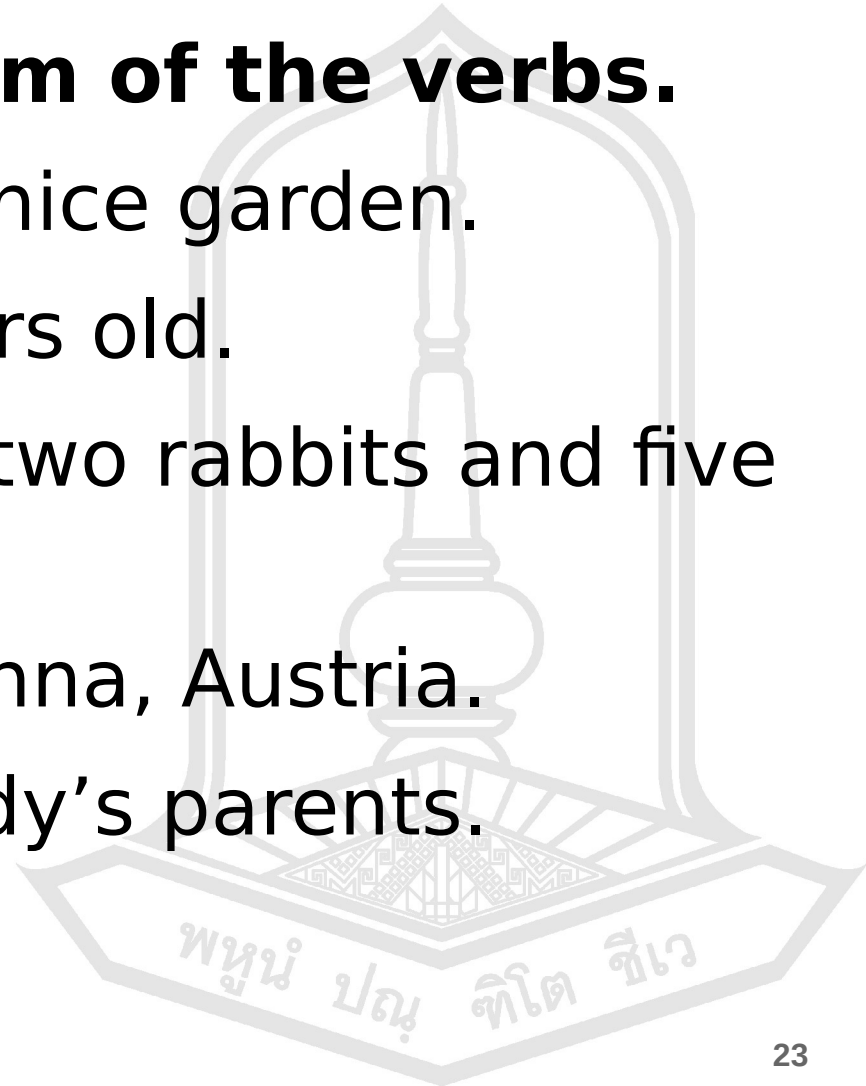 m of the verbs.
nice garden.
rs old.
two rabbits and five
nna, Austria.
dy’s parents.
พหูนํ ปณฺฑิโต ชีเว
23